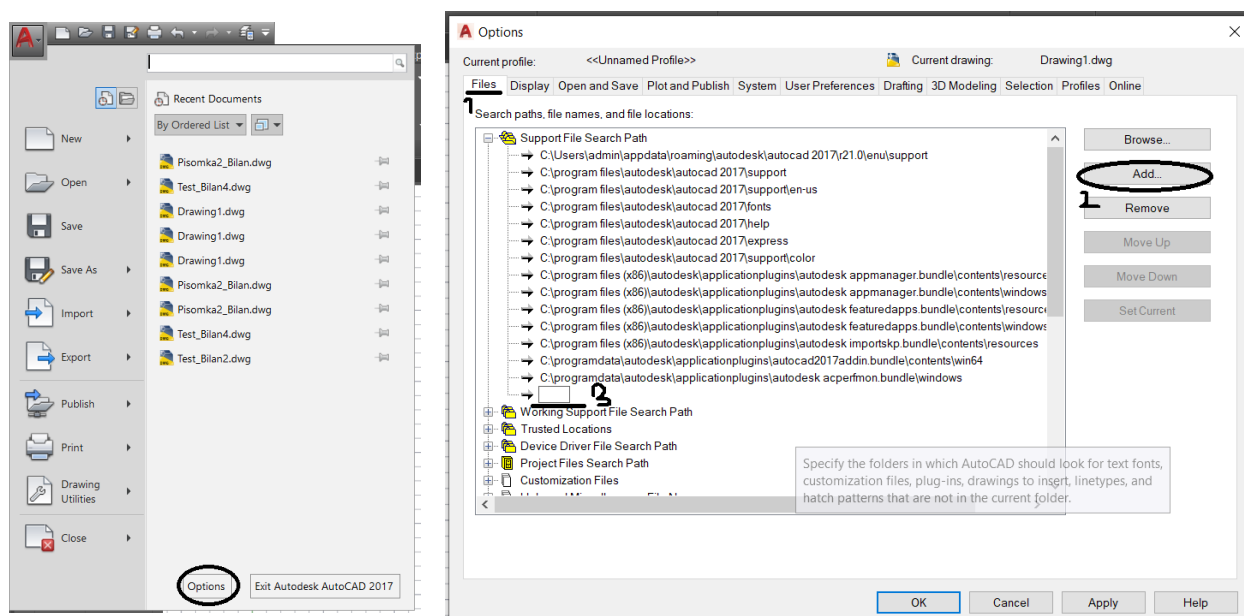 Recent Documents
By Ordered List
New
Open
Save
Save As
Import
Export
Publish
Print
Drawing
Utilities
Close
Pisomka2_Bilan.dwg
Test_Bilan4.dwg
Drawing1.dwg
Drawing1.dwg
Drawing1.dwg
Pisomka2_Bilan.dwg
Pisomka2_Bilan.dwg
Test_Bilan4.dwg
Test_Bilan2.dwg
Options
Exit Autodesk AutoCAD 2017
Options
Current profile: <<Unnamed Profile>> Current drawing: Drawing1.dwg
Files Display Open and Save Plot and Publish System User Preferences Drafting 3D Modeling Selection Profiles Online
1
Search paths, file names, and file locations:
Support File Search Path
C:\Users\admin\appdata\roaming\autodesk\autocad 2017\r21.0\enu\support
C:\program files\autodesk\autocad 2017\support
C:\program files\autodesk\autocad 2017\support\en-us
C:\program files\autodesk\autocad 2017\fonts
C:\program files\autodesk\autocad 2017\help
C:\program files\autodesk\autocad 2017\express
C:\program files\autodesk\autocad 2017\support\color
C:\program files (x86)\autodesk\applicationplugins\autodesk appmanager.bundle\contents\resource
C:\program files (x86)\autodesk\applicationplugins\autodesk appmanager.bundle\contents\windows
C:\program files (x86)\autodesk\applicationplugins\autodesk featuredapps.bundle\contents\resource
C:\program files (x86)\autodesk\applicationplugins\autodesk featuredapps.bundle\contents\windows
C:\program files (x86)\autodesk\applicationplugins\autodesk importskp.bundle\contents\resources
C:\programdata\autodesk\applicationplugins\autocad2017addin.bundle\contents\win64
C:\programdata\autodesk\applicationplugins\autodesk acperfmon.bundle\windows
3
Working Support File Search Path
Trusted Locations
Device Driver File Search Path
Project Files Search Path
Customization Files
Specify the folders in which AutoCAD should look for text fonts,
customization files, plug-ins, drawings to insert, linetypes, and
hatch patterns that are not in the current folder.
Browse...
Add...
2
Remove
Move Up
Move Down
Set Current
OK
Cancel
Apply
Help